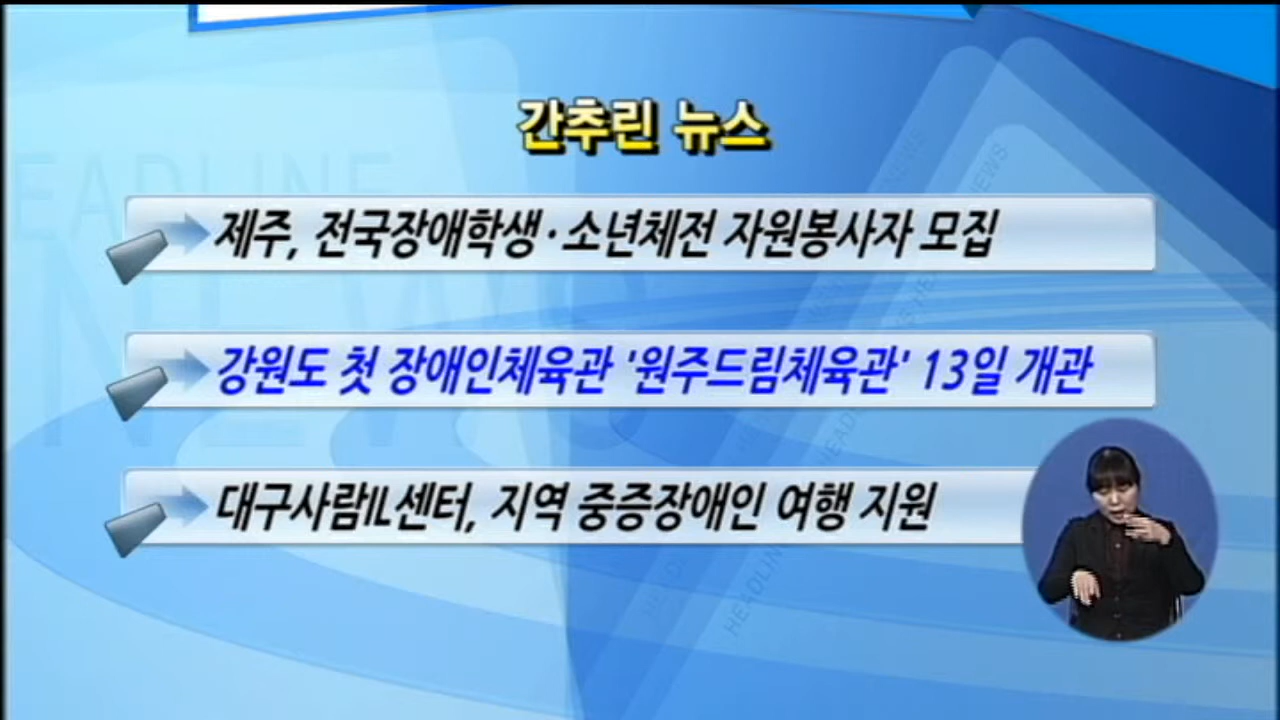 간추린 뉴스
제주, 전국장애학생·소년체전 자원봉사자 모집
강원도 첫 장애인체육관 '원주드림체육관' 13일 개관
대구사람IL센터, 지역 중증장애인 여행 지원
HEADLINE
NEWS